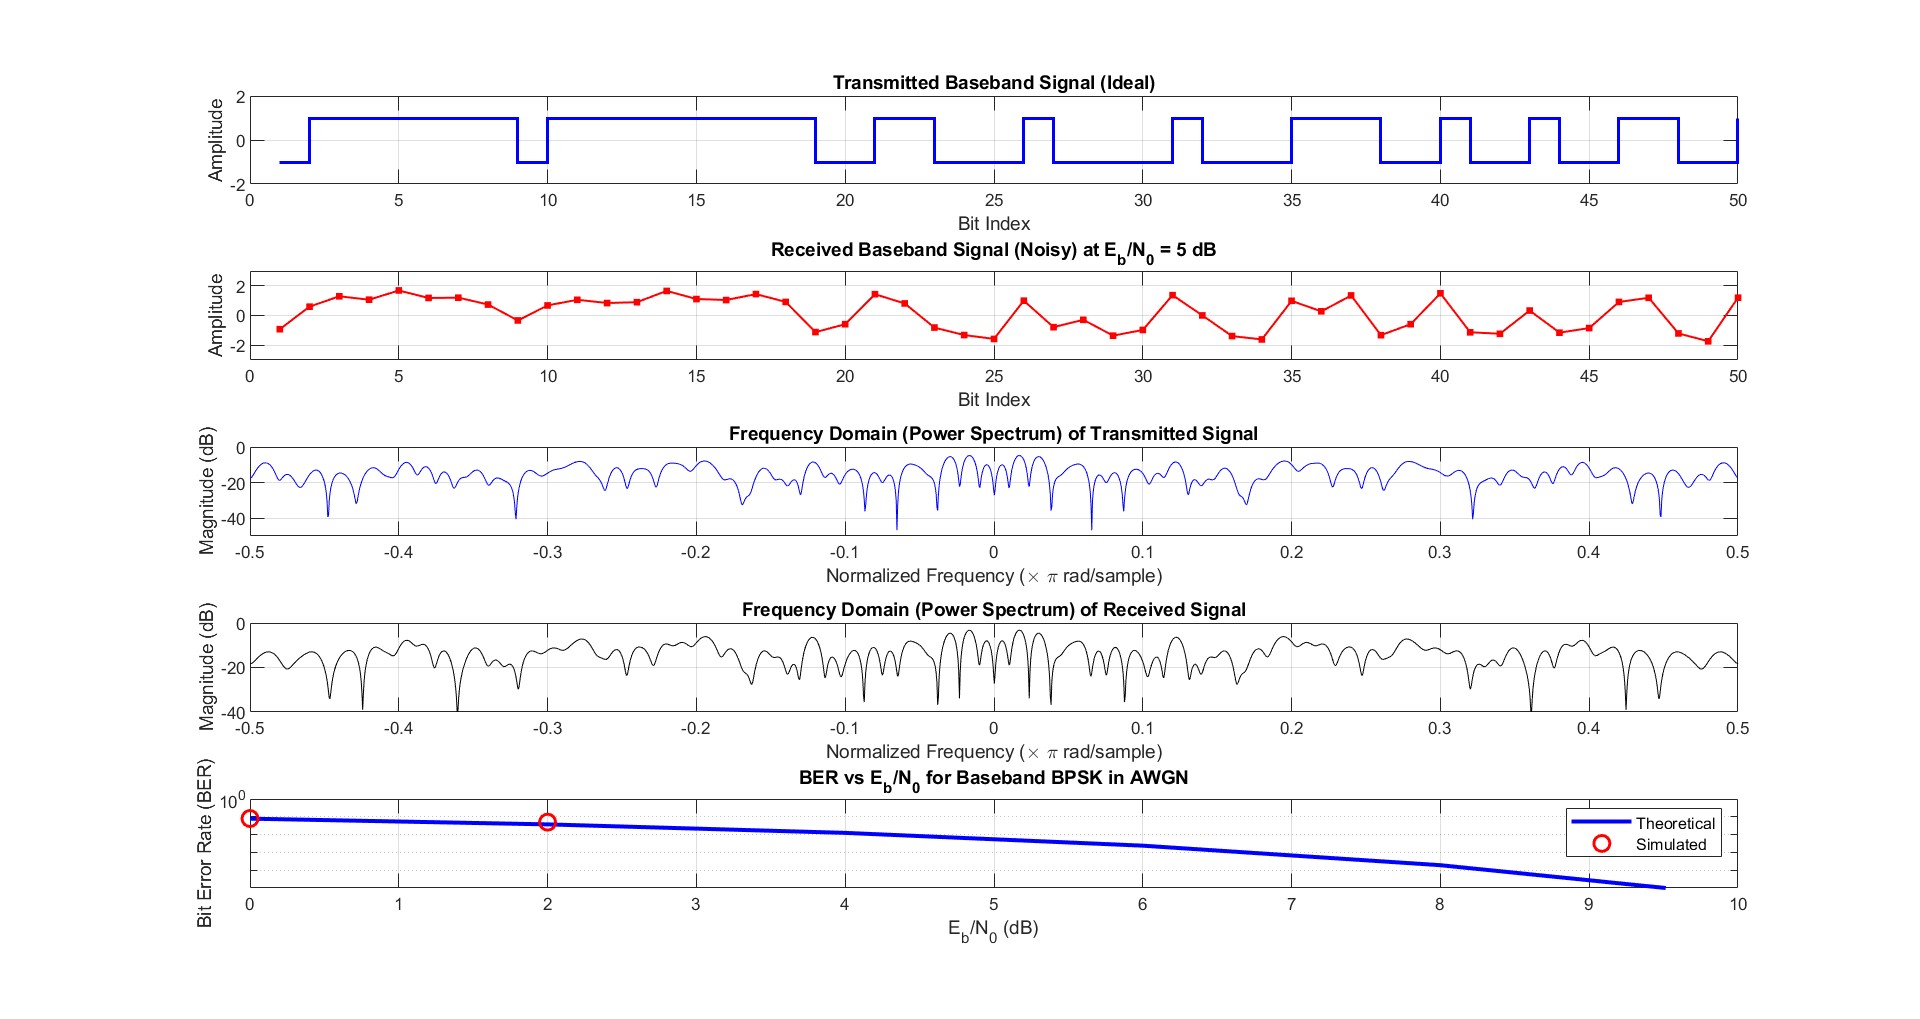 Transmitted Baseband Signal (Ideal)
Amplitude
2
0
-2
0 5 10 15 20 25 30 35 40 45 50
Bit Index
Received Baseband Signal (Noisy) at E_b/N_0 = 5 dB
Amplitude
2
0
-2
0 5 10 15 20 25 30 35 40 45 50
Bit Index
Frequency Domain (Power Spectrum) of Transmitted Signal
Magnitude (dB)
0
-20
-40
-0.5 -0.4 -0.3 -0.2 -0.1 0 0.1 0.2 0.3 0.4 0.5
Normalized Frequency (× π rad/sample)
Frequency Domain (Power Spectrum) of Received Signal
Magnitude (dB)
0
-20
-40
-0.5 -0.4 -0.3 -0.2 -0.1 0 0.1 0.2 0.3 0.4 0.5
Normalized Frequency (× π rad/sample)
BER vs E_b/N_0 for Baseband BPSK in AWGN
Bit Error Rate (BER)
10^0
Theoretical
Simulated
0 1 2 3 4 5 6 7 8 9 10
E_b/N_0 (dB)